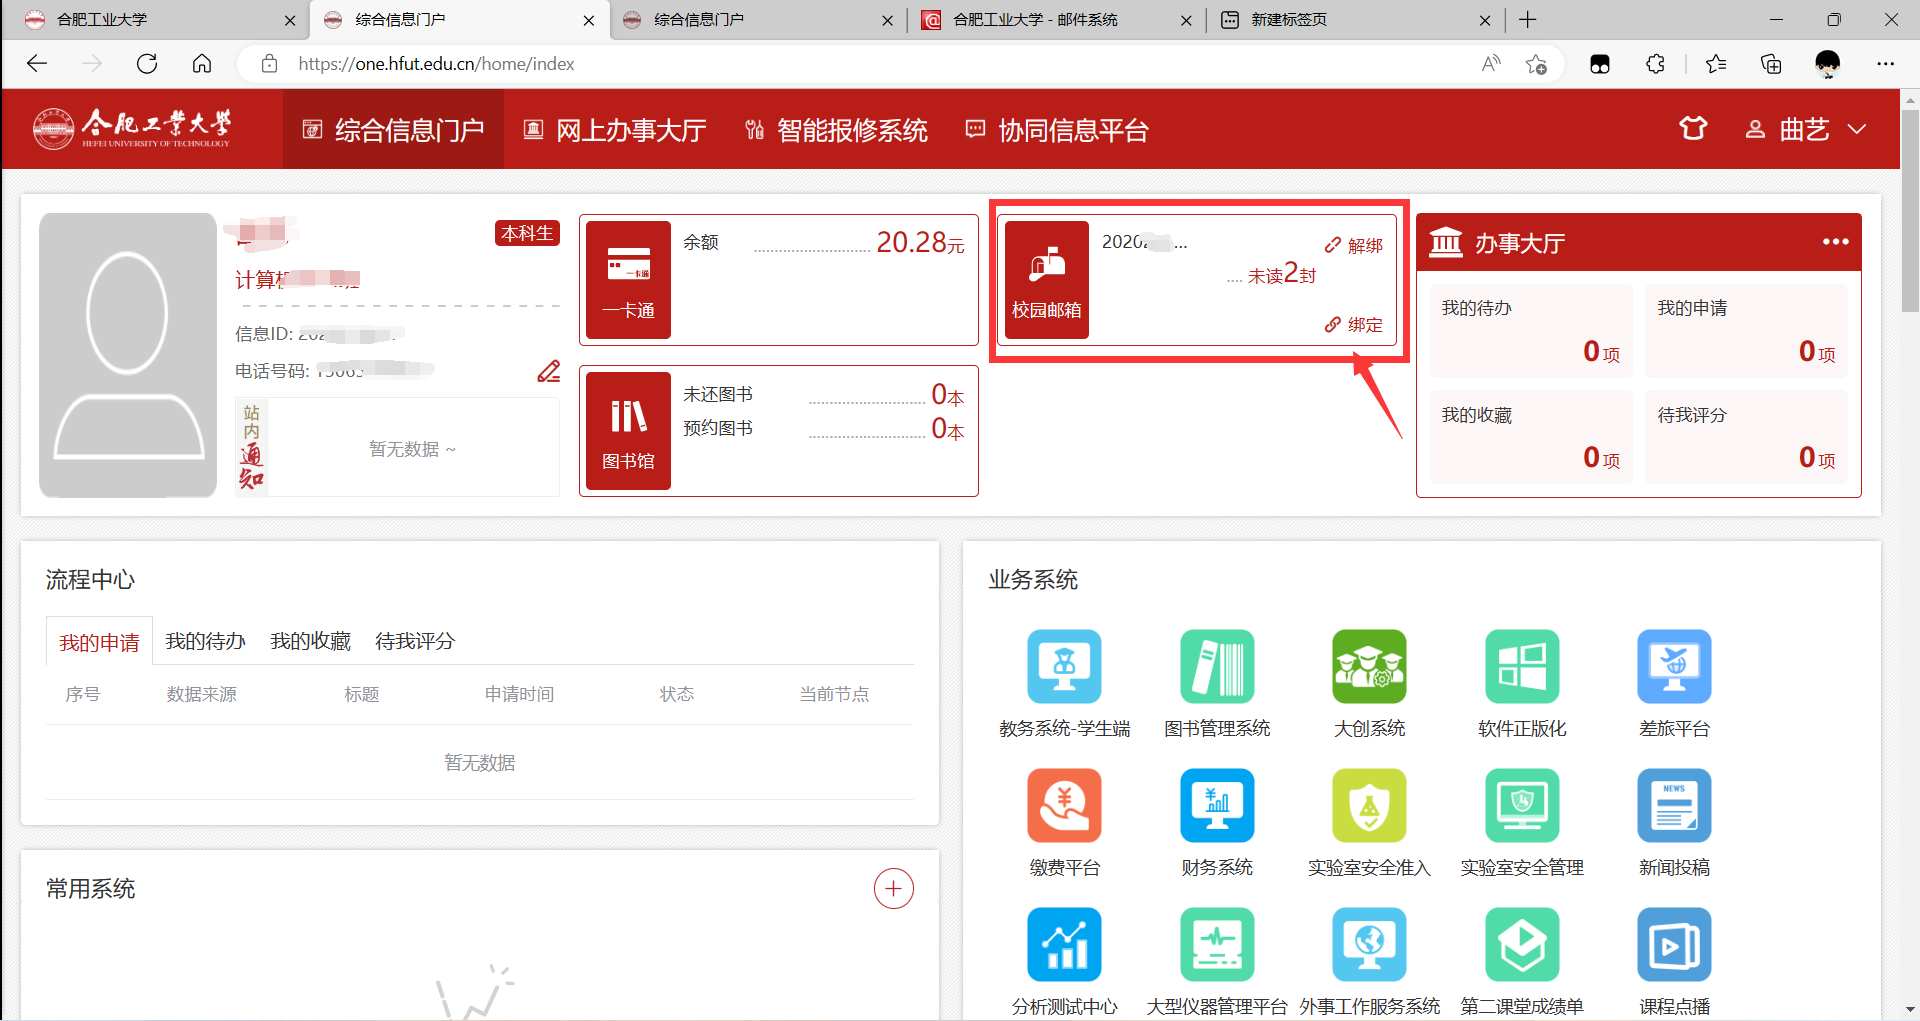 合肥工业大学
综合信息门户
综合信息门户
合肥工业大学 - 邮件系统
新建标签页
https://one.hfut.edu.cn/home/index
合肥工业大学
HEFEI UNIVERSITY OF TECHNOLOGY
综合信息门户
网上办事大厅
智能报修系统
协同信息平台
曲艺
本科生
计算
信息ID:
电话号码:
站内通知
暂无数据 ~
一卡通
一卡通
余额
20.28元
图书馆
未还图书
0本
预约图书
0本
校园邮箱
2020
...
解绑
未读2封
绑定
办事大厅
我的待办
0项
我的申请
0项
我的收藏
0项
待我评分
0项
流程中心
我的申请 我的待办 我的收藏 待我评分
序号 数据来源 标题 申请时间 状态 当前节点
暂无数据
常用系统
业务系统
教务系统-学生端
图书管理系统
大创系统
软件正版化
差旅平台
NEWS
缴费平台
财务系统
实验室安全准入
实验室安全管理
新闻投稿
分析测试中心
大型仪器管理平台
外事工作服务系统
第二课堂成绩单
课程点播